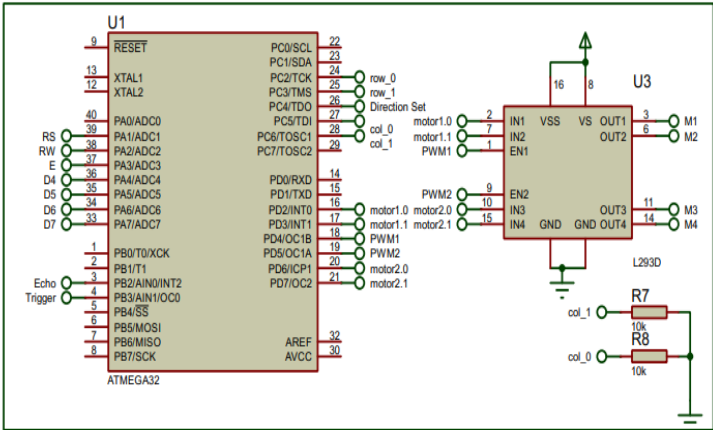 U1
9 RESET PC0/SCL 22
PC1/SDA 23
13 XTAL1 PC2/TCK 24 row_0
12 XTAL2 PC3/TMS 25 row_1
PC4/TDO 26 Direction Set
40 PA0/ADC0 PC5/TDI 27 col_0
RS 39 PA1/ADC1 PC6/TOSC1 28 col_1
RW 38 PA2/ADC2 PC7/TOSC2 29
E 37 PA3/ADC3
D4 36 PA4/ADC4 PD0/RXD 14
D5 35 PA5/ADC5 PD1/TXD 15
D6 34 PA6/ADC6 PD2/INT0 16 motor1.0
D7 33 PA7/ADC7 PD3/INT1 17 motor1.1
PD4/OC1B 18 PWM1
1 PB0/T0/XCK PD5/OC1A 19 PWM2
2 PB1/T1 PD6/ICP1 20 motor2.0
Echo 3 PB2/AIN0/INT2 PD7/OC2 21 motor2.1
Trigger 4 PB3/AIN1/OC0
5 PB4/SS
6 PB5/MOSI
7 PB6/MISO AREF 32
8 PB7/SCK AVCC 30
ATMEGA32
U3
16 8
motor1.0 2 IN1 VSS VS OUT1 3 M1
motor1.1 7 IN2 OUT2 6 M2
PWM1 1 EN1
PWM2 9 EN2
motor2.0 10 IN3 OUT3 11 M3
motor2.1 15 IN4 GND GND OUT4 14 M4
L293D
R7
col_1
10k
R8
col_0
10k